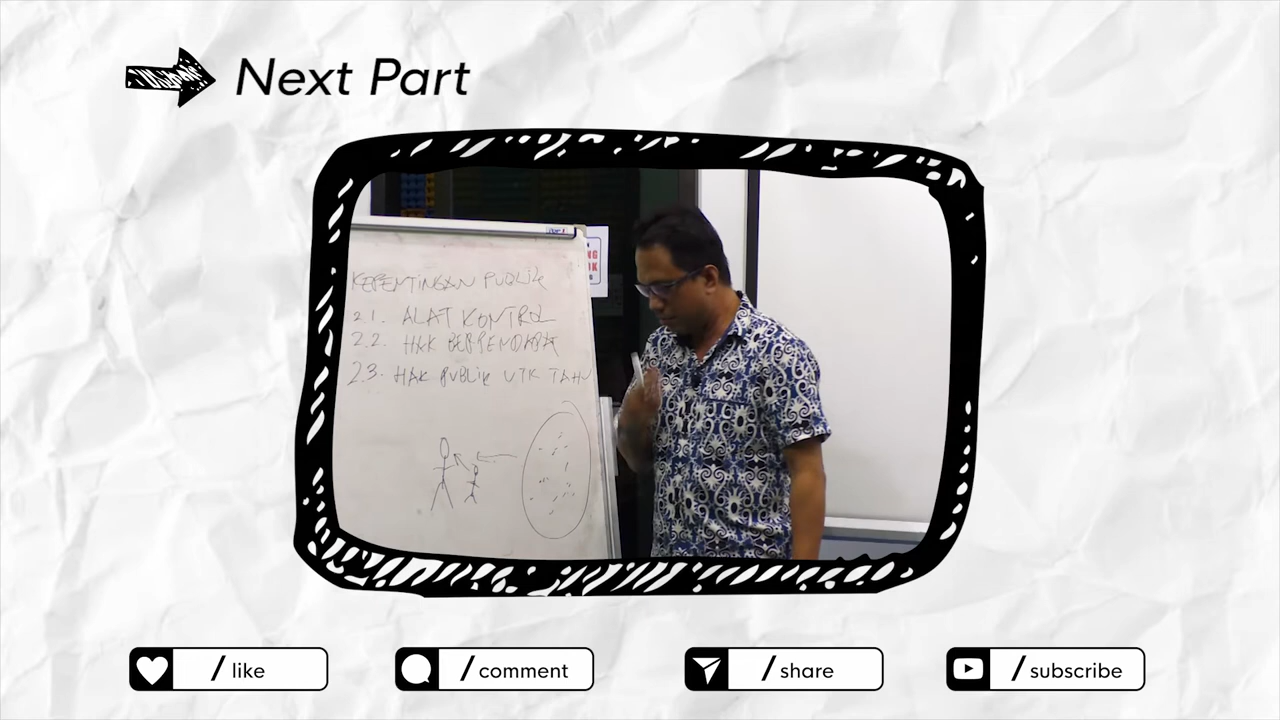 Next Part
KEPENTINGAN PUBLIK
2.1. ALAT KONTROL
2.2. HAK BERPENDAPAT
2.3. HAK PUBLIK UTK TAHU
/ like
/ comment
/ share
/ subscribe